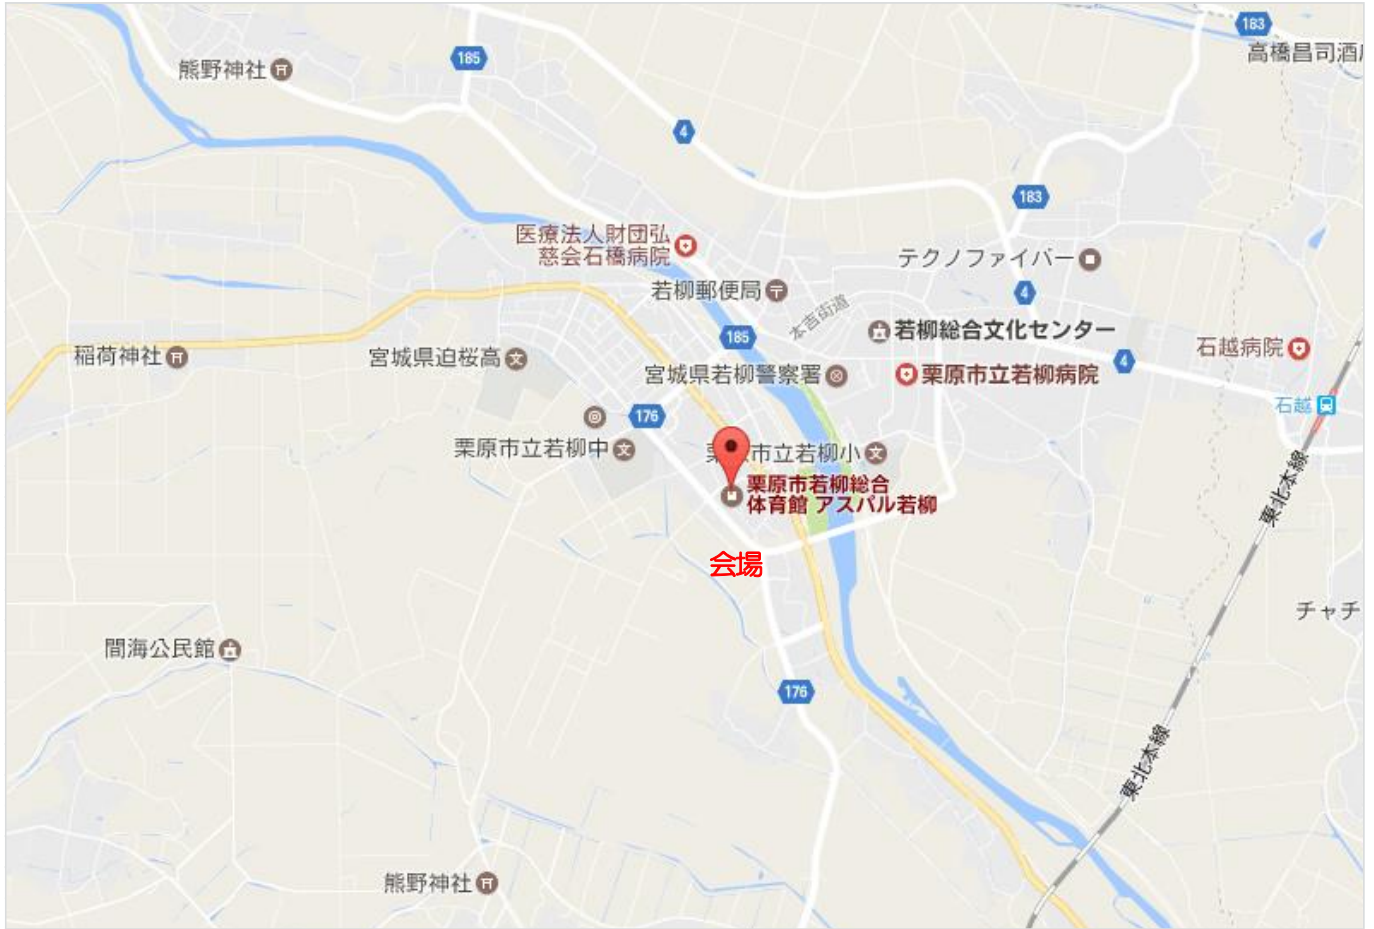 183
高橋昌司酒
185
熊野神社
4
183
医療法人財団弘
慈会石橋病院
テクノファイバー
若柳郵便局
4
本吉街道
若柳総合文化センター
185
石越病院
稲荷神社
宮城県迫桜高
4
宮城県若柳警察署
栗原市立若柳病院
石越
176
栗原市立若柳中
栗原市立若柳小
栗原市若柳総合
体育館 アスパル若柳
東北本線
会場
チャチ
間海公民館
176
東北本線
熊野神社